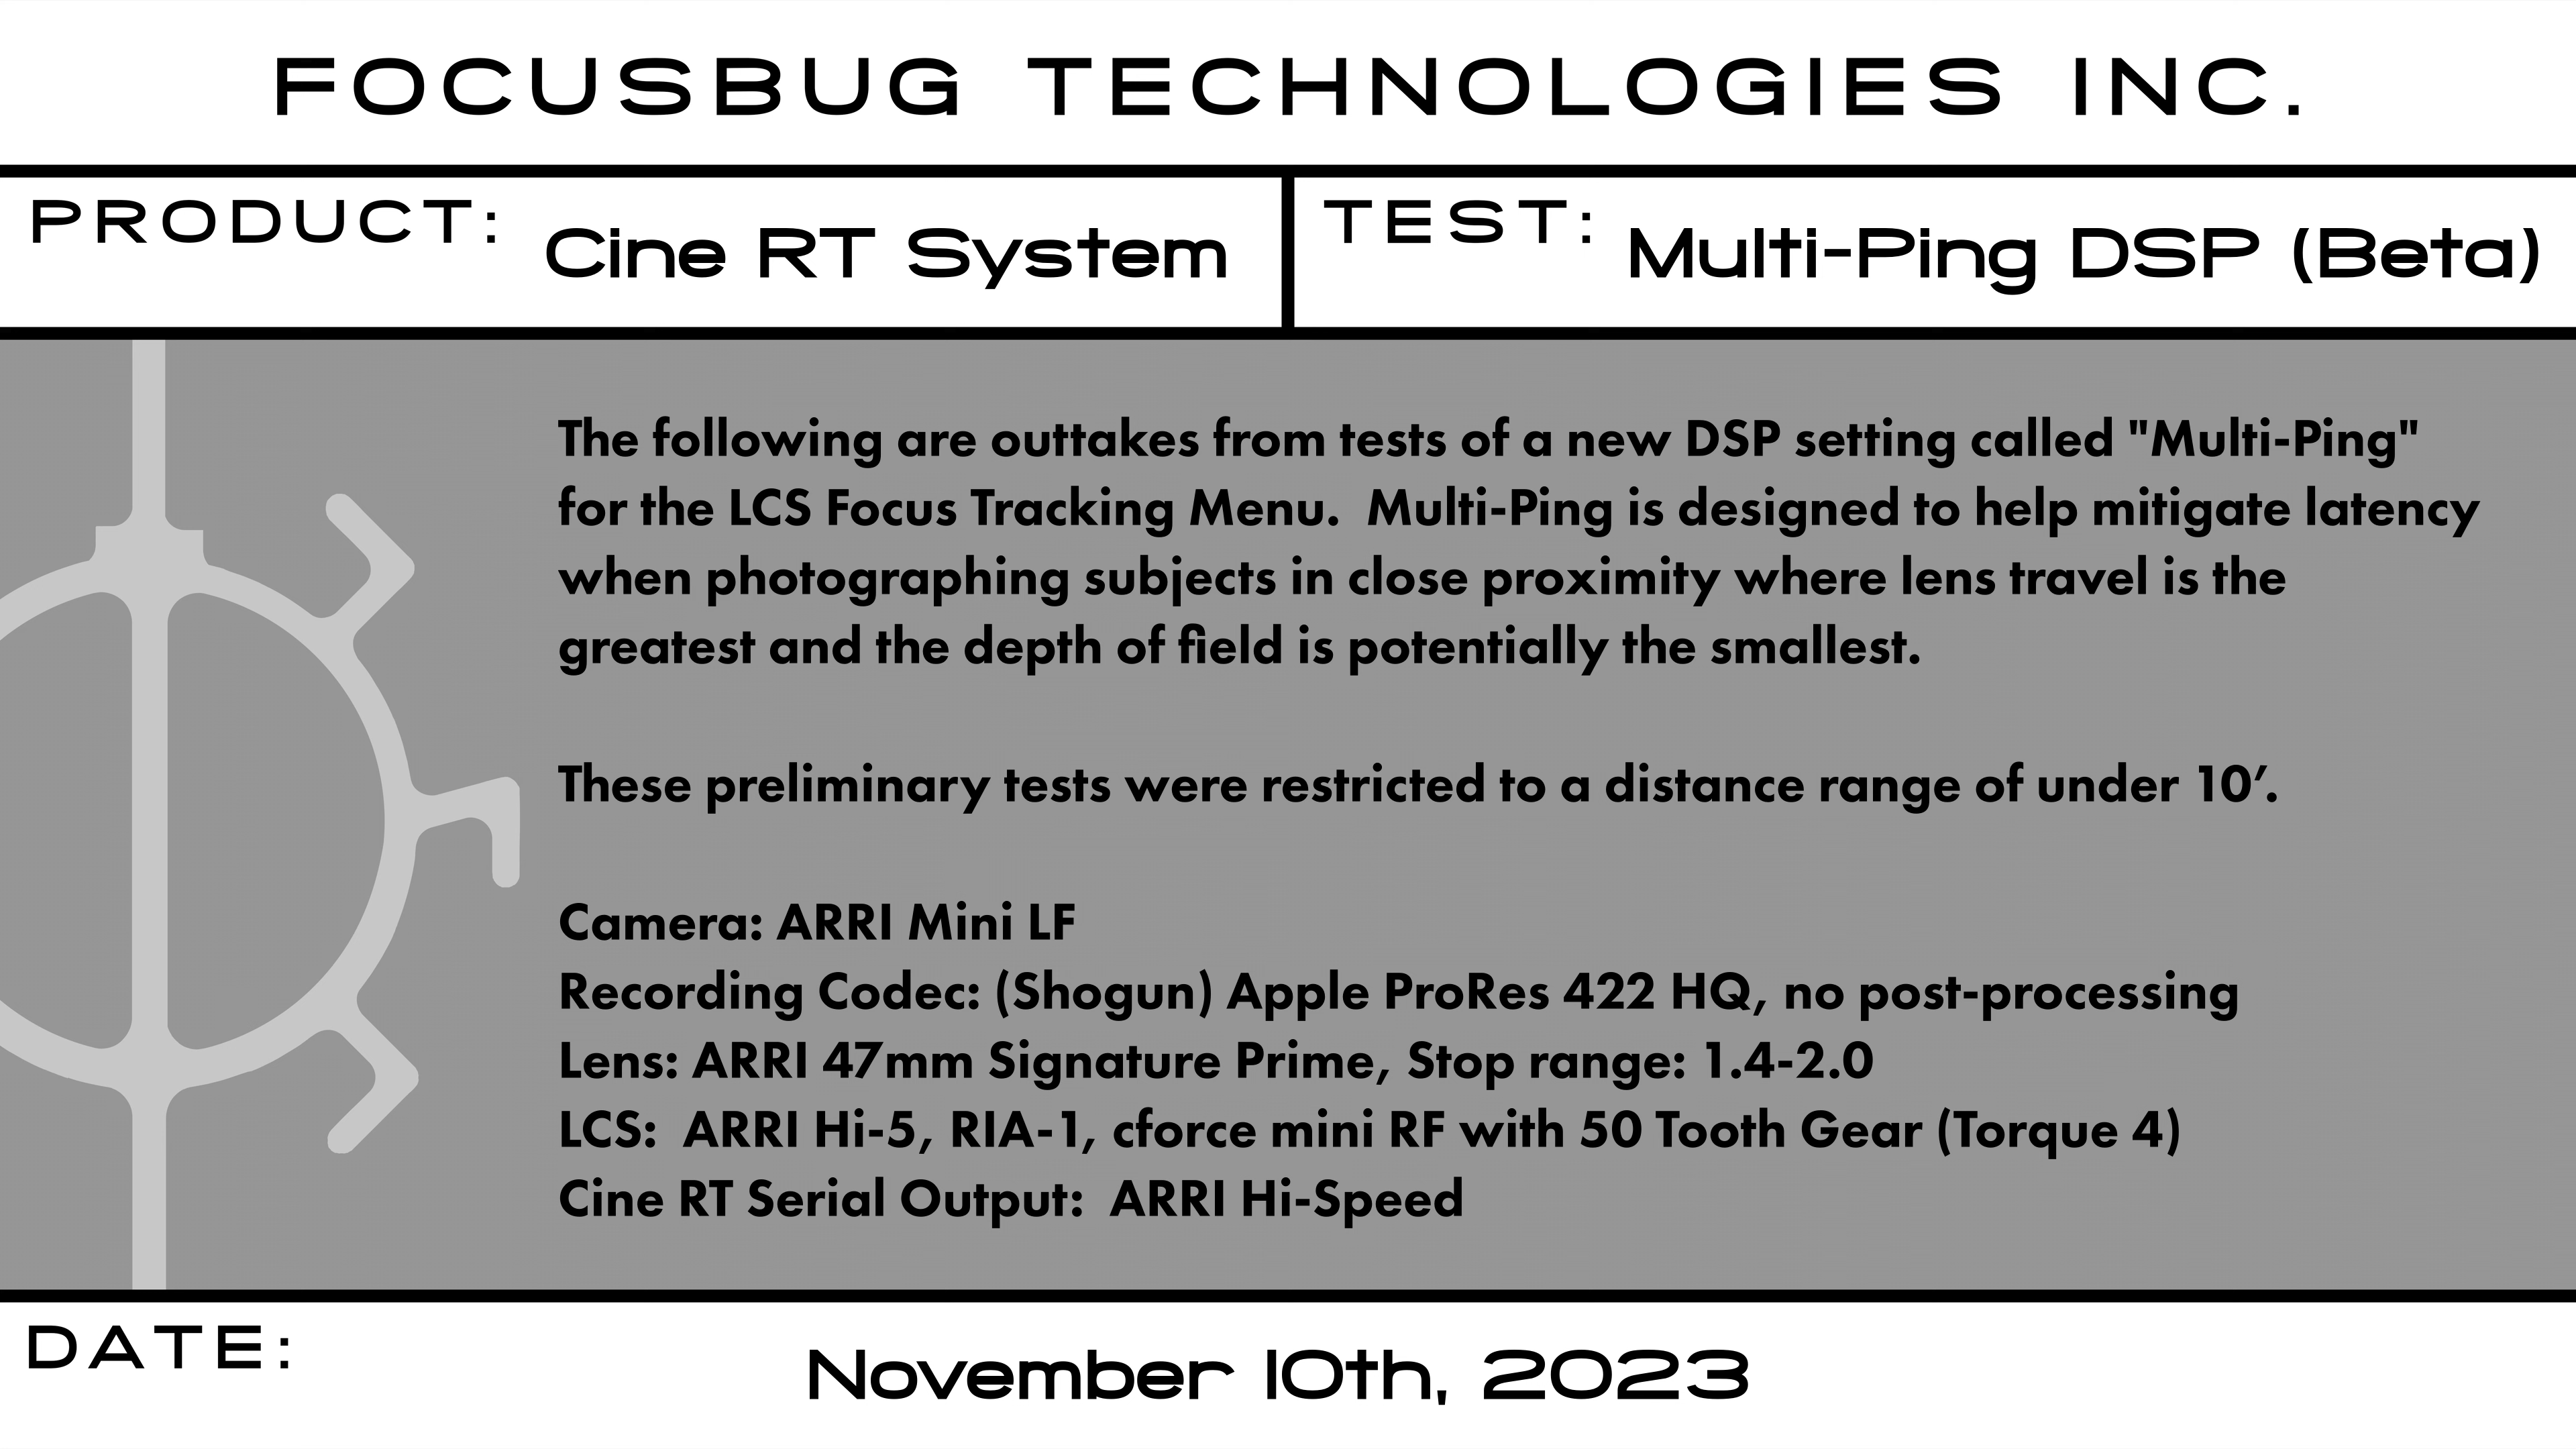 FOCUSBUG TECHNOLOGIES INC.
PRODUCT: Cine RT System
TEST: Multi-Ping DSP (Beta)
The following are outtakes from tests of a new DSP setting called "Multi-Ping"
for the LCS Focus Tracking Menu.  Multi-Ping is designed to help mitigate latency
when photographing subjects in close proximity where lens travel is the
greatest and the depth of field is potentially the smallest.
These preliminary tests were restricted to a distance range of under 10’.
Camera: ARRI Mini LF
Recording Codec: (Shogun) Apple ProRes 422 HQ, no post-processing
Lens: ARRI 47mm Signature Prime, Stop range: 1.4-2.0
LCS:  ARRI Hi-5, RIA-1, cforce mini RF with 50 Tooth Gear (Torque 4)
Cine RT Serial Output:  ARRI Hi-Speed
DATE: November 10th, 2023